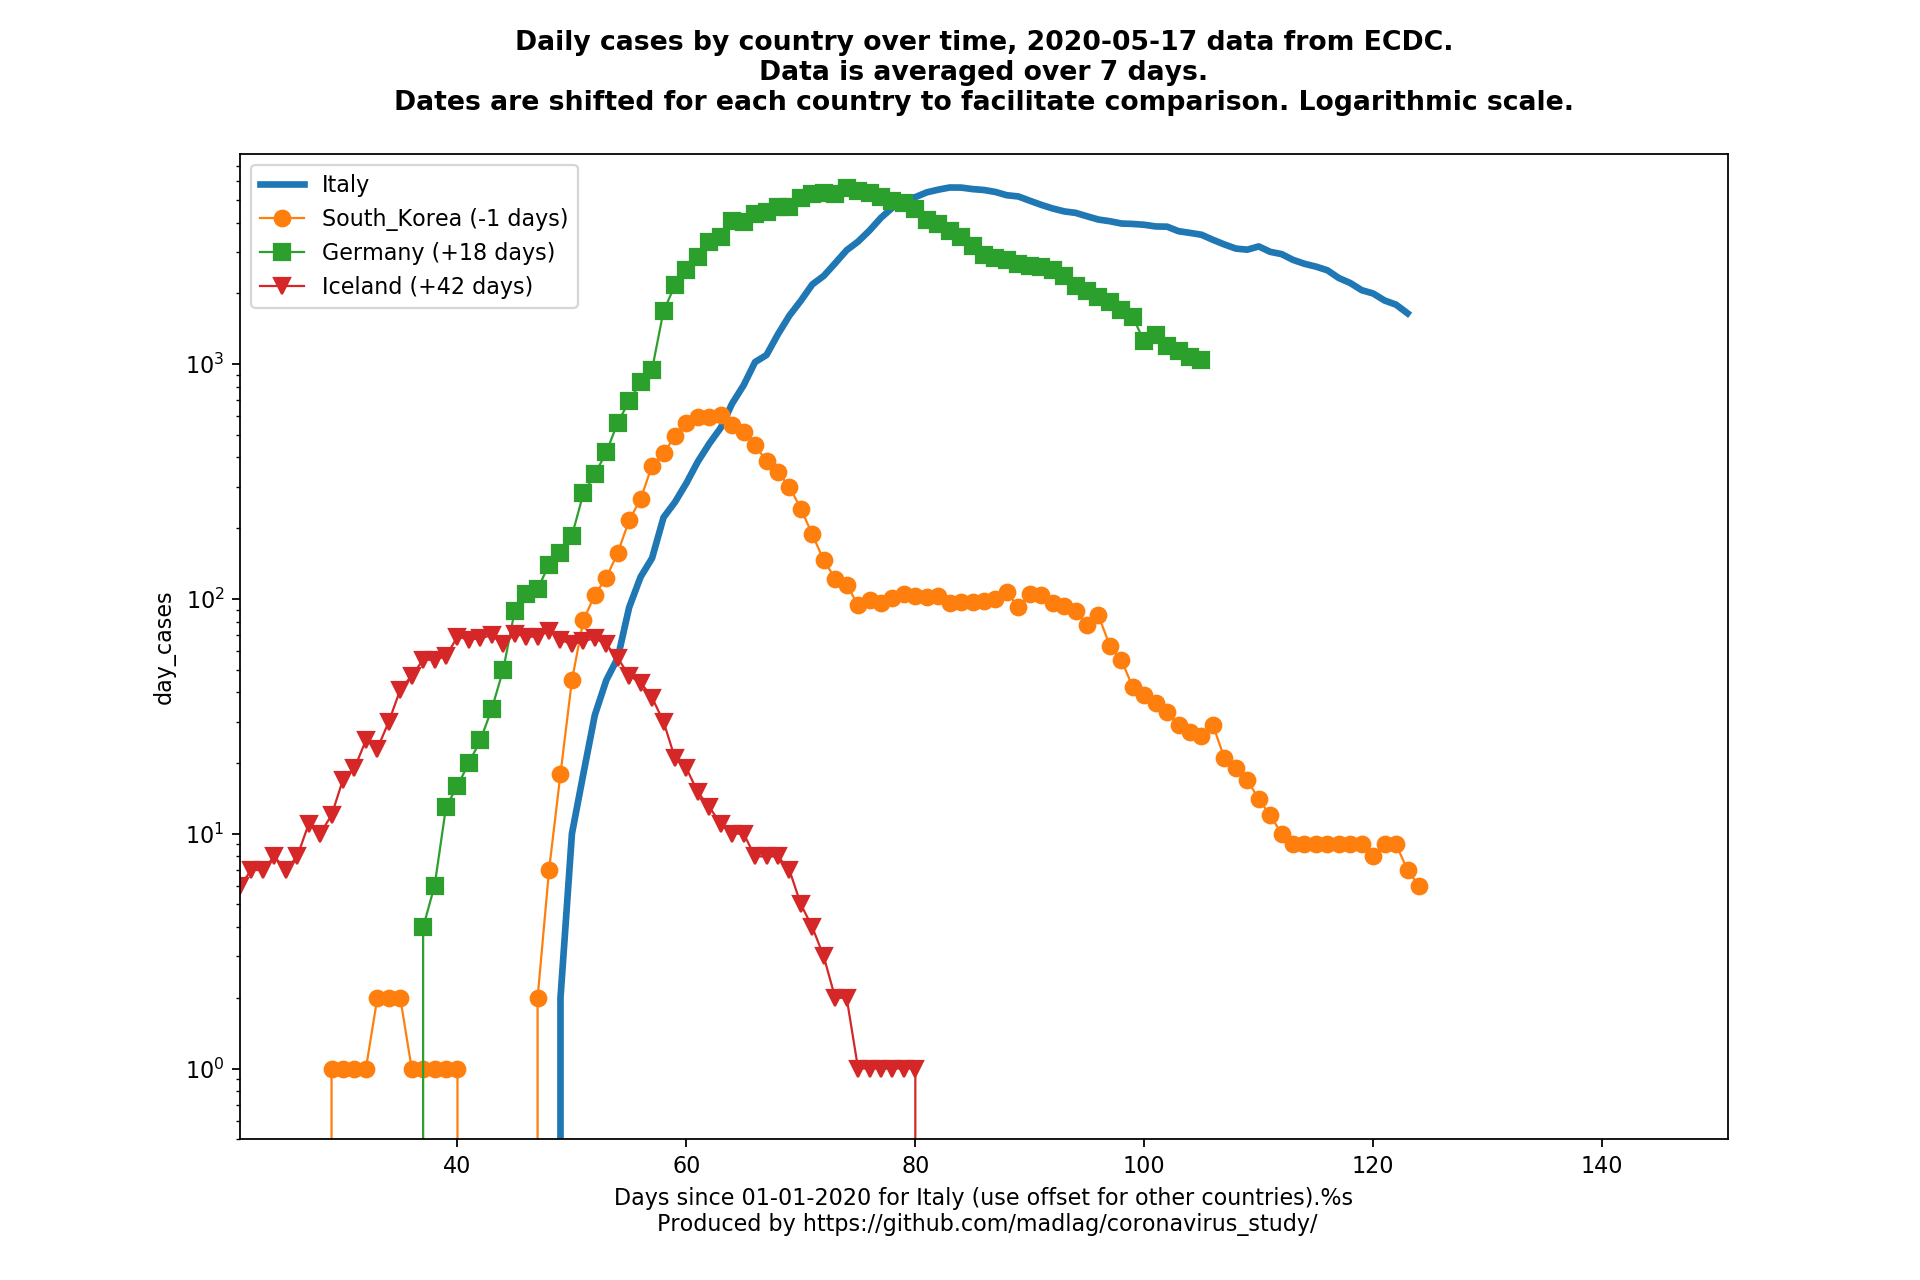 Daily cases by country over time, 2020-05-17 data from ECDC.
Data is averaged over 7 days.
Dates are shifted for each country to facilitate comparison. Logarithmic scale.
Italy
South_Korea (-1 days)
Germany (+18 days)
Iceland (+42 days)
day_cases
10³
10²
10¹
10⁰
40 60 80 100 120 140
Days since 01-01-2020 for Italy (use offset for other countries).%s
Produced by https://github.com/madlag/coronavirus_study/